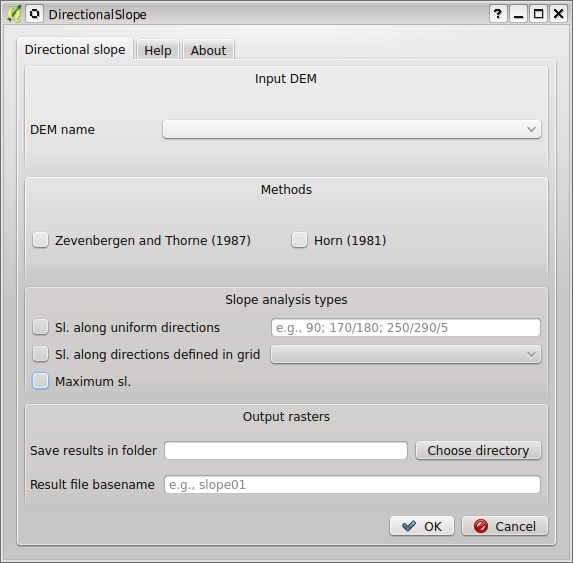 DirectionalSlope
?
Directional slope Help About
Input DEM
DEM name
Methods
Zevenbergen and Thorne (1987) Horn (1981)
Slope analysis types
Sl. along uniform directions e.g., 90; 170/180; 250/290/5
Sl. along directions defined in grid
Maximum sl.
Output rasters
Save results in folder Choose directory
Result file basename e.g., slope01
OK Cancel